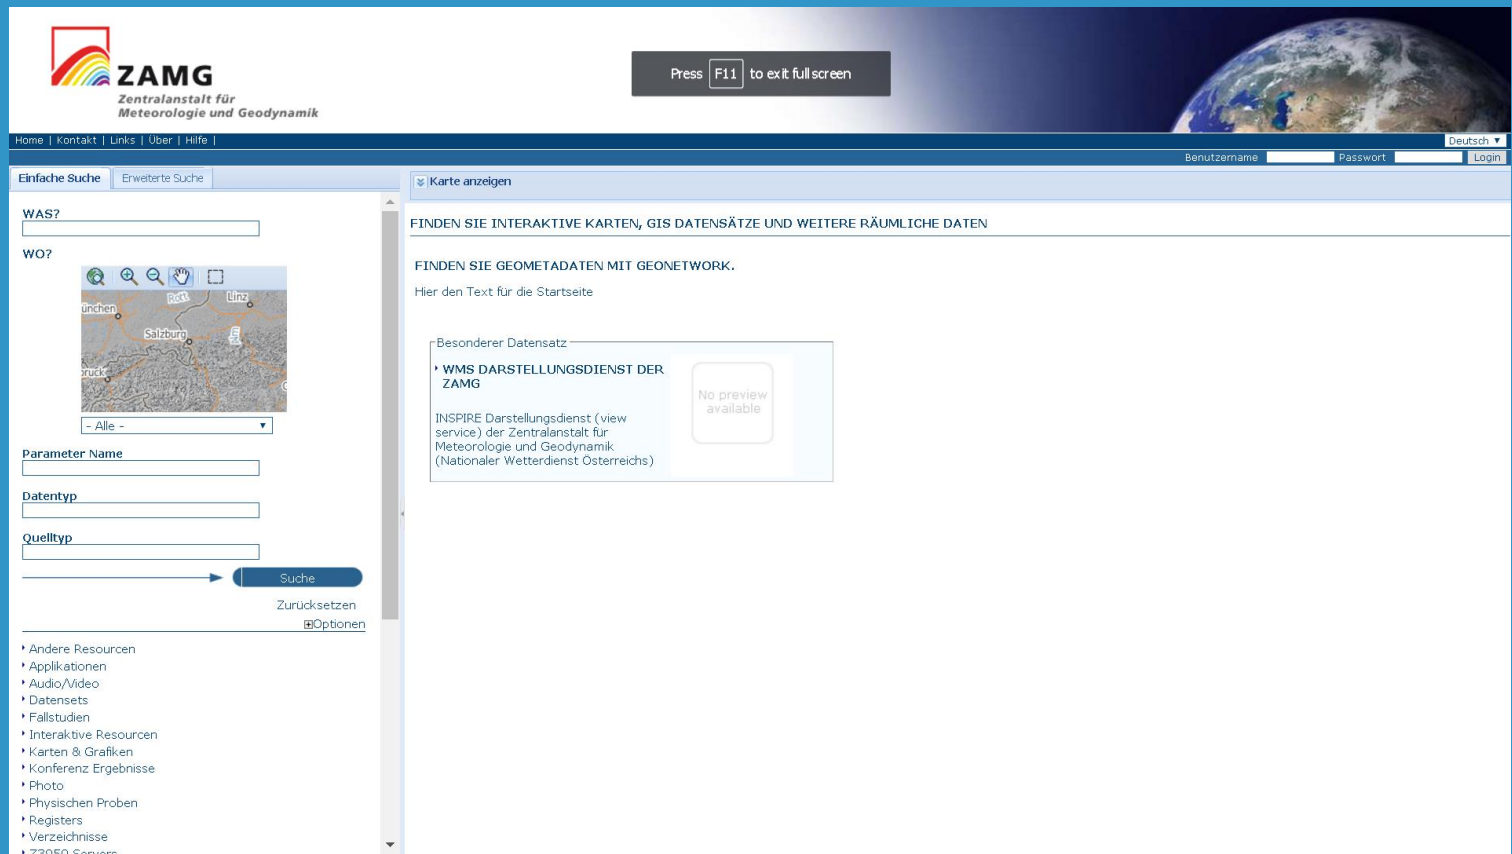 ZAMG
Zentralanstalt für
Meteorologie und Geodynamik
Press F11 to exit full screen
Home | Kontakt | Links | Über | Hilfe |
Deutsch
Benutzername Passwort Login
Einfache Suche Erweiterte Suche
Karte anzeigen
WAS?
FINDEN SIE INTERAKTIVE KARTEN, GIS DATENSÄTZE UND WEITERE RÄUMLICHE DATEN
WO?
FINDEN SIE GEOMETADATEN MIT GEONETWORK.
Hier den Text für die Startseite
Rott
Linz
ünchen
Salzburg
bruck
- Alle -
Besonderer Datensatz
WMS DARSTELLUNGSDIENST DER
ZAMG
No preview
available
INSPIRE Darstellungsdienst (view
service) der Zentralanstalt für
Meteorologie und Geodynamik
(Nationaler Wetterdienst Österreichs)
Parameter Name
Datentyp
Quelltyp
Suche
Zurücksetzen
Optionen
Andere Resourcen
Applikationen
Audio/Video
Datensets
Fallstudien
Interaktive Resourcen
Karten & Grafiken
Konferenz Ergebnisse
Photo
Physischen Proben
Registers
Verzeichnisse
Z3950 Servers